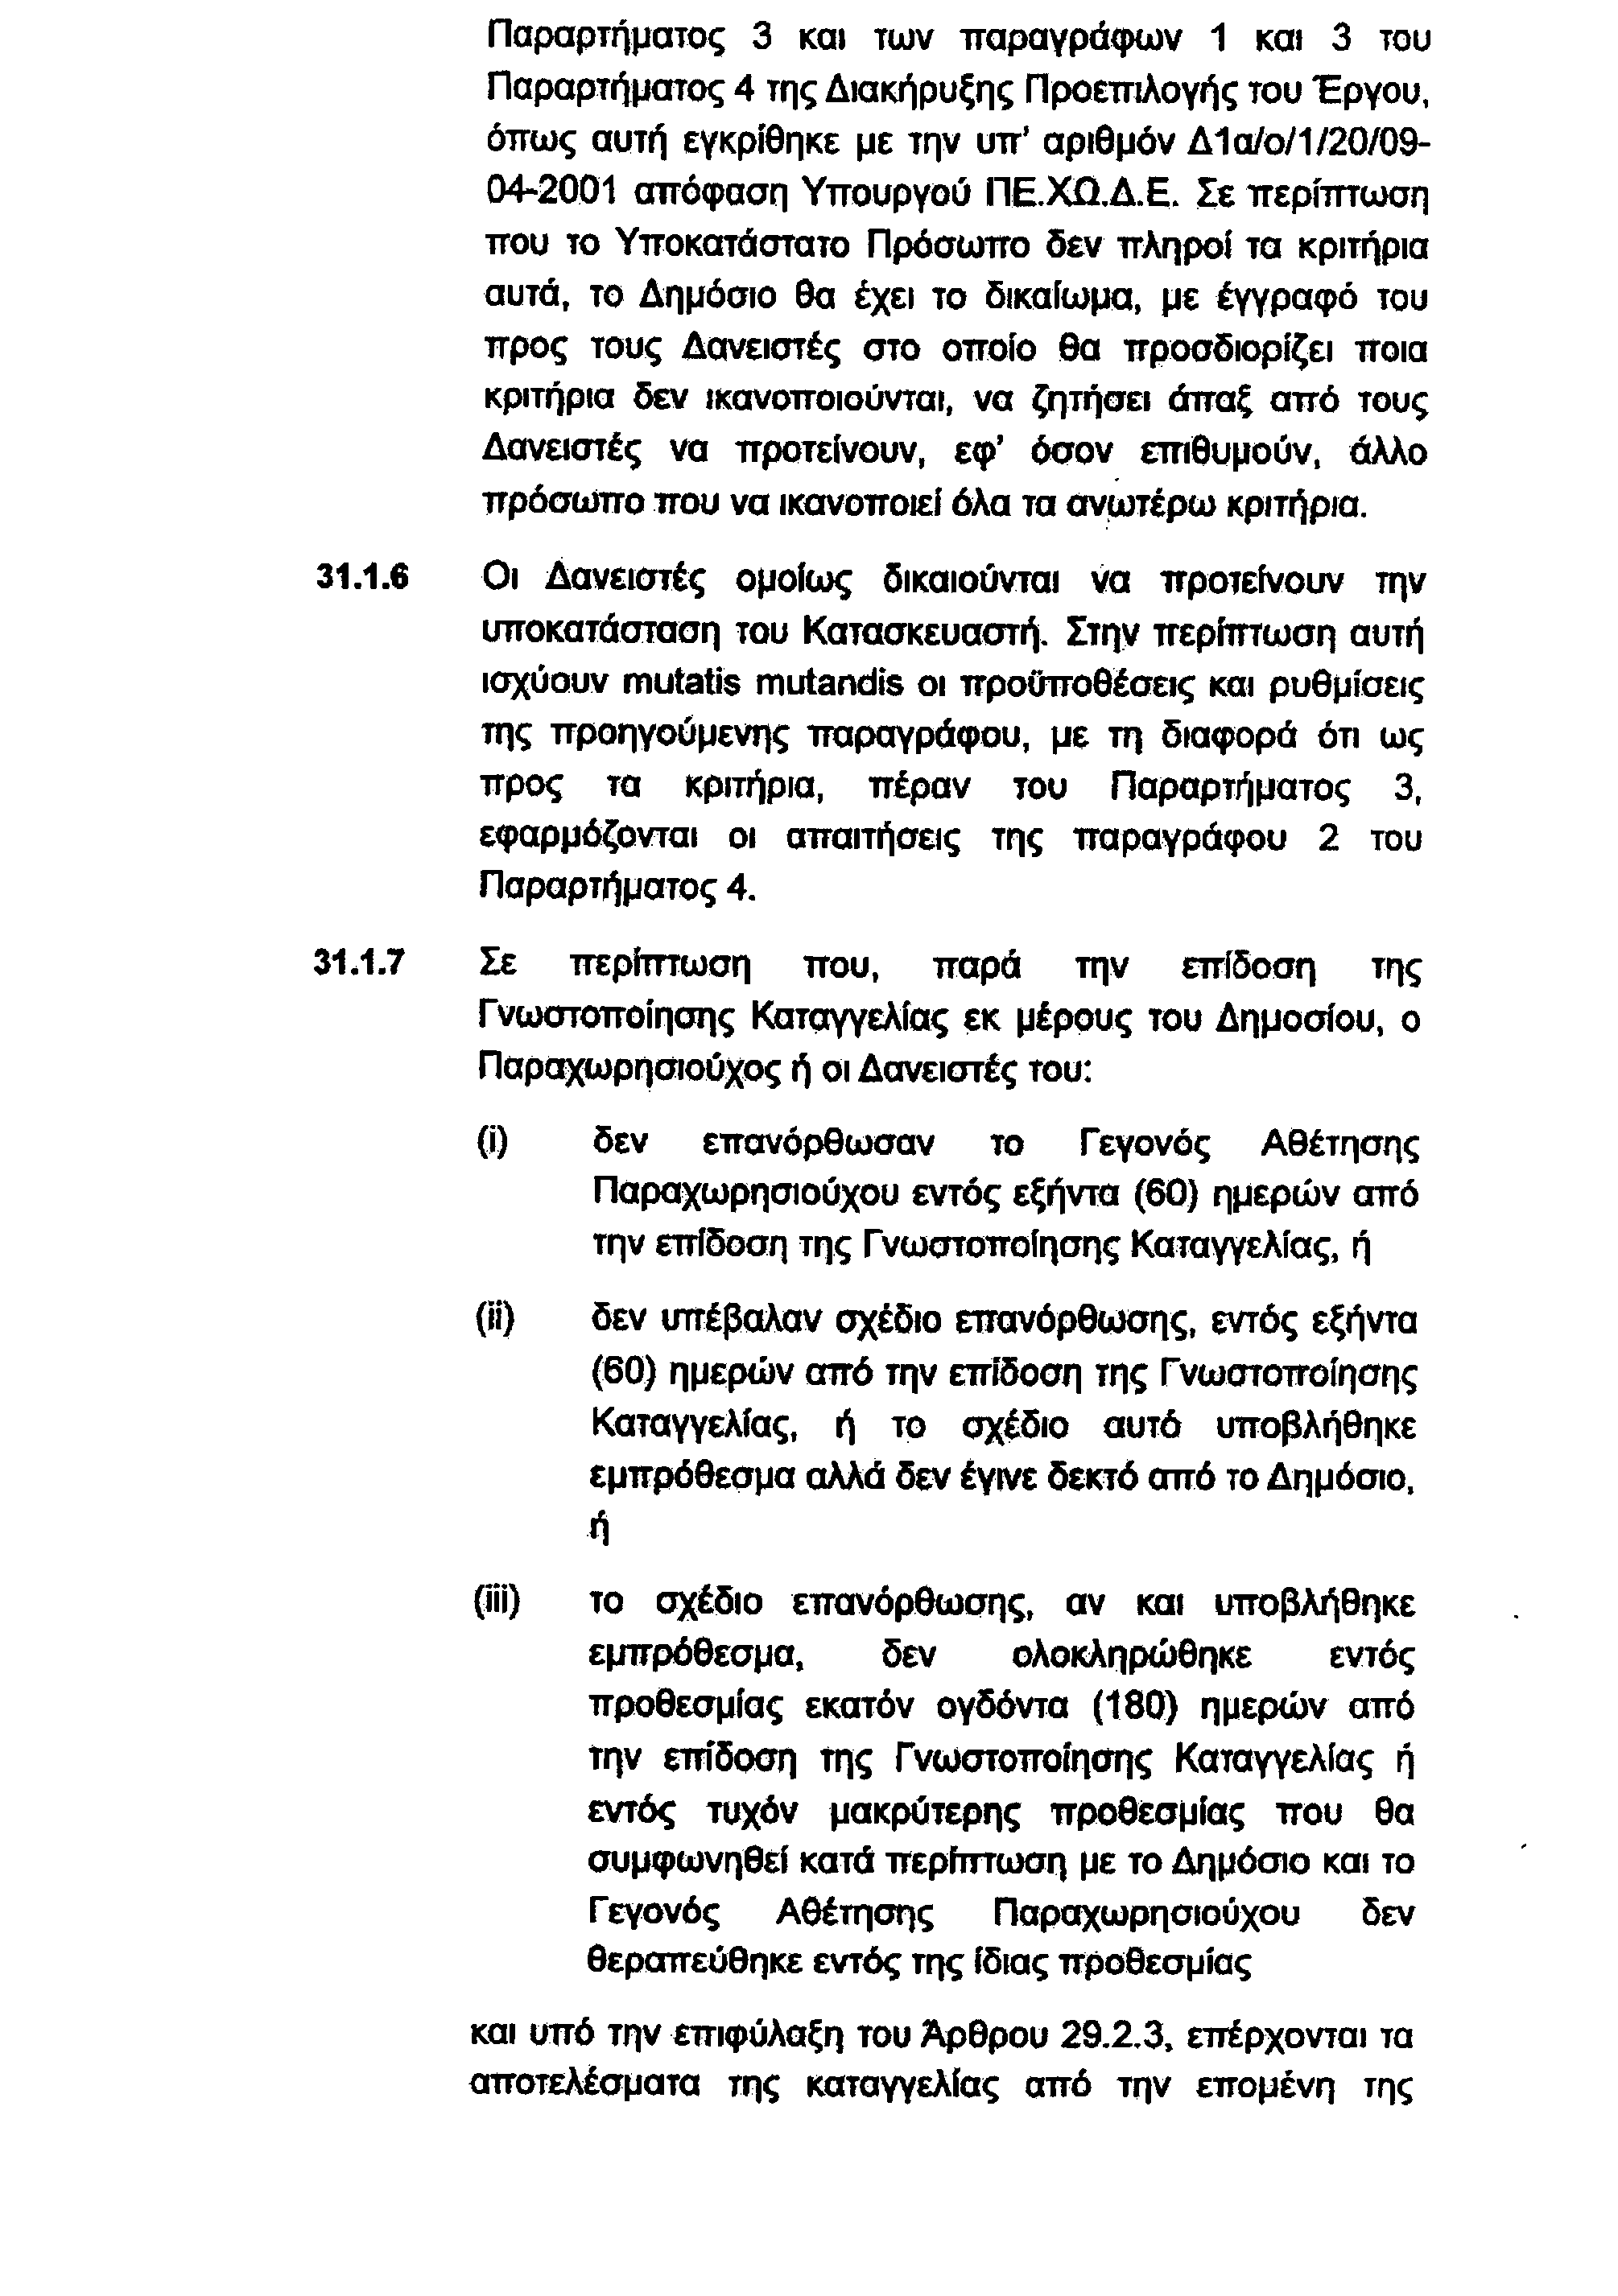 Παραρτήματος 3 και των παραγράφων 1 και 3 του
Παραρτήματος 4 της Διακήρυξης Προεπιλογής του Έργου,
όπως αυτή εγκρίθηκε με την υπ' αριθμόν Δ1α/ο/1/20/09-
04-2001 απόφαση Υπουργού ΠΕ.ΧΩ.Δ.Ε. Σε περίπτωση
που το Υποκατάστατο Πρόσωπο δεν πληροί τα κριτήρια
αυτά, το Δημόσιο θα έχει το δικαίωμα, με έγγραφό του
προς τους Δανειστές στο οποίο θα προσδιορίζει ποια
κριτήρια δεν ικανοποιούνται, να ζητήσει άπαξ από τους
Δανειστές να προτείνουν, εφ' όσον επιθυμούν, άλλο
πρόσωπο που να ικανοποιεί όλα τα ανωτέρω κριτήρια.
31.1.6 Οι Δανειστές ομοίως δικαιούνται να προτείνουν την
υποκατάσταση του Κατασκευαστή. Στην περίπτωση αυτή
ισχύουν mutatis mutandis οι προϋποθέσεις και ρυθμίσεις
της προηγούμενης παραγράφου, με τη διαφορά ότι ως
προς τα κριτήρια, πέραν του Παραρτήματος 3,
εφαρμόζονται οι απαιτήσεις της παραγράφου 2 του
Παραρτήματος 4.
31.1.7 Σε περίπτωση που, παρά την επίδοση της
Γνωστοποίησης Καταγγελίας εκ μέρους του Δημοσίου, ο
Παραχωρησιούχος ή οι Δανειστές του:
(i) δεν επανόρθωσαν το Γεγονός Αθέτησης
Παραχωρησιούχου εντός εξήντα (60) ημερών από
την επίδοση της Γνωστοποίησης Καταγγελίας, ή
(ii) δεν υπέβαλαν σχέδιο επανόρθωσης, εντός εξήντα
(60) ημερών από την επίδοση της Γνωστοποίησης
Καταγγελίας, ή το σχέδιο αυτό υποβλήθηκε
εμπρόθεσμα αλλά δεν έγινε δεκτό από το Δημόσιο,
ή
(iii) το σχέδιο επανόρθωσης, αν και υποβλήθηκε
εμπρόθεσμα, δεν ολοκληρώθηκε εντός
προθεσμίας εκατόν ογδόντα (180) ημερών από
την επίδοση της Γνωστοποίησης Καταγγελίας ή
εντός τυχόν μακρύτερης προθεσμίας που θα
συμφωνηθεί κατά περίπτωση με το Δημόσιο και το
Γεγονός Αθέτησης Παραχωρησιούχου δεν
θεραπεύθηκε εντός της ίδιας προθεσμίας
και υπό την επιφύλαξη του Άρθρου 29.2.3, επέρχονται τα
αποτελέσματα της καταγγελίας από την επομένη της